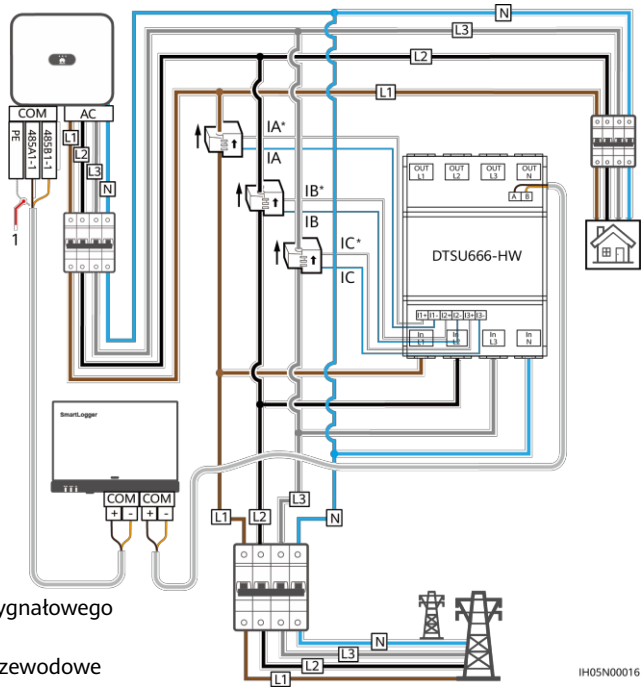 N
L3
L2
L1
COM
AC
PE
485A1-1
485B1-1
L1
L2
L3
N
1
IA*
IA
IB*
IB
IC*
IC
OUT L1
OUT L2
OUT L3
OUT N
A B
DTSU666-HW
I1+ I1- I2+ I2- I3+ I3-
In L1
In L2
In L3
In N
SmartLogger
COM COM
+ - + -
L1
L2
L3
N
ygnałowego
zewodowe
N
L3
L2
L1
IH05N00016